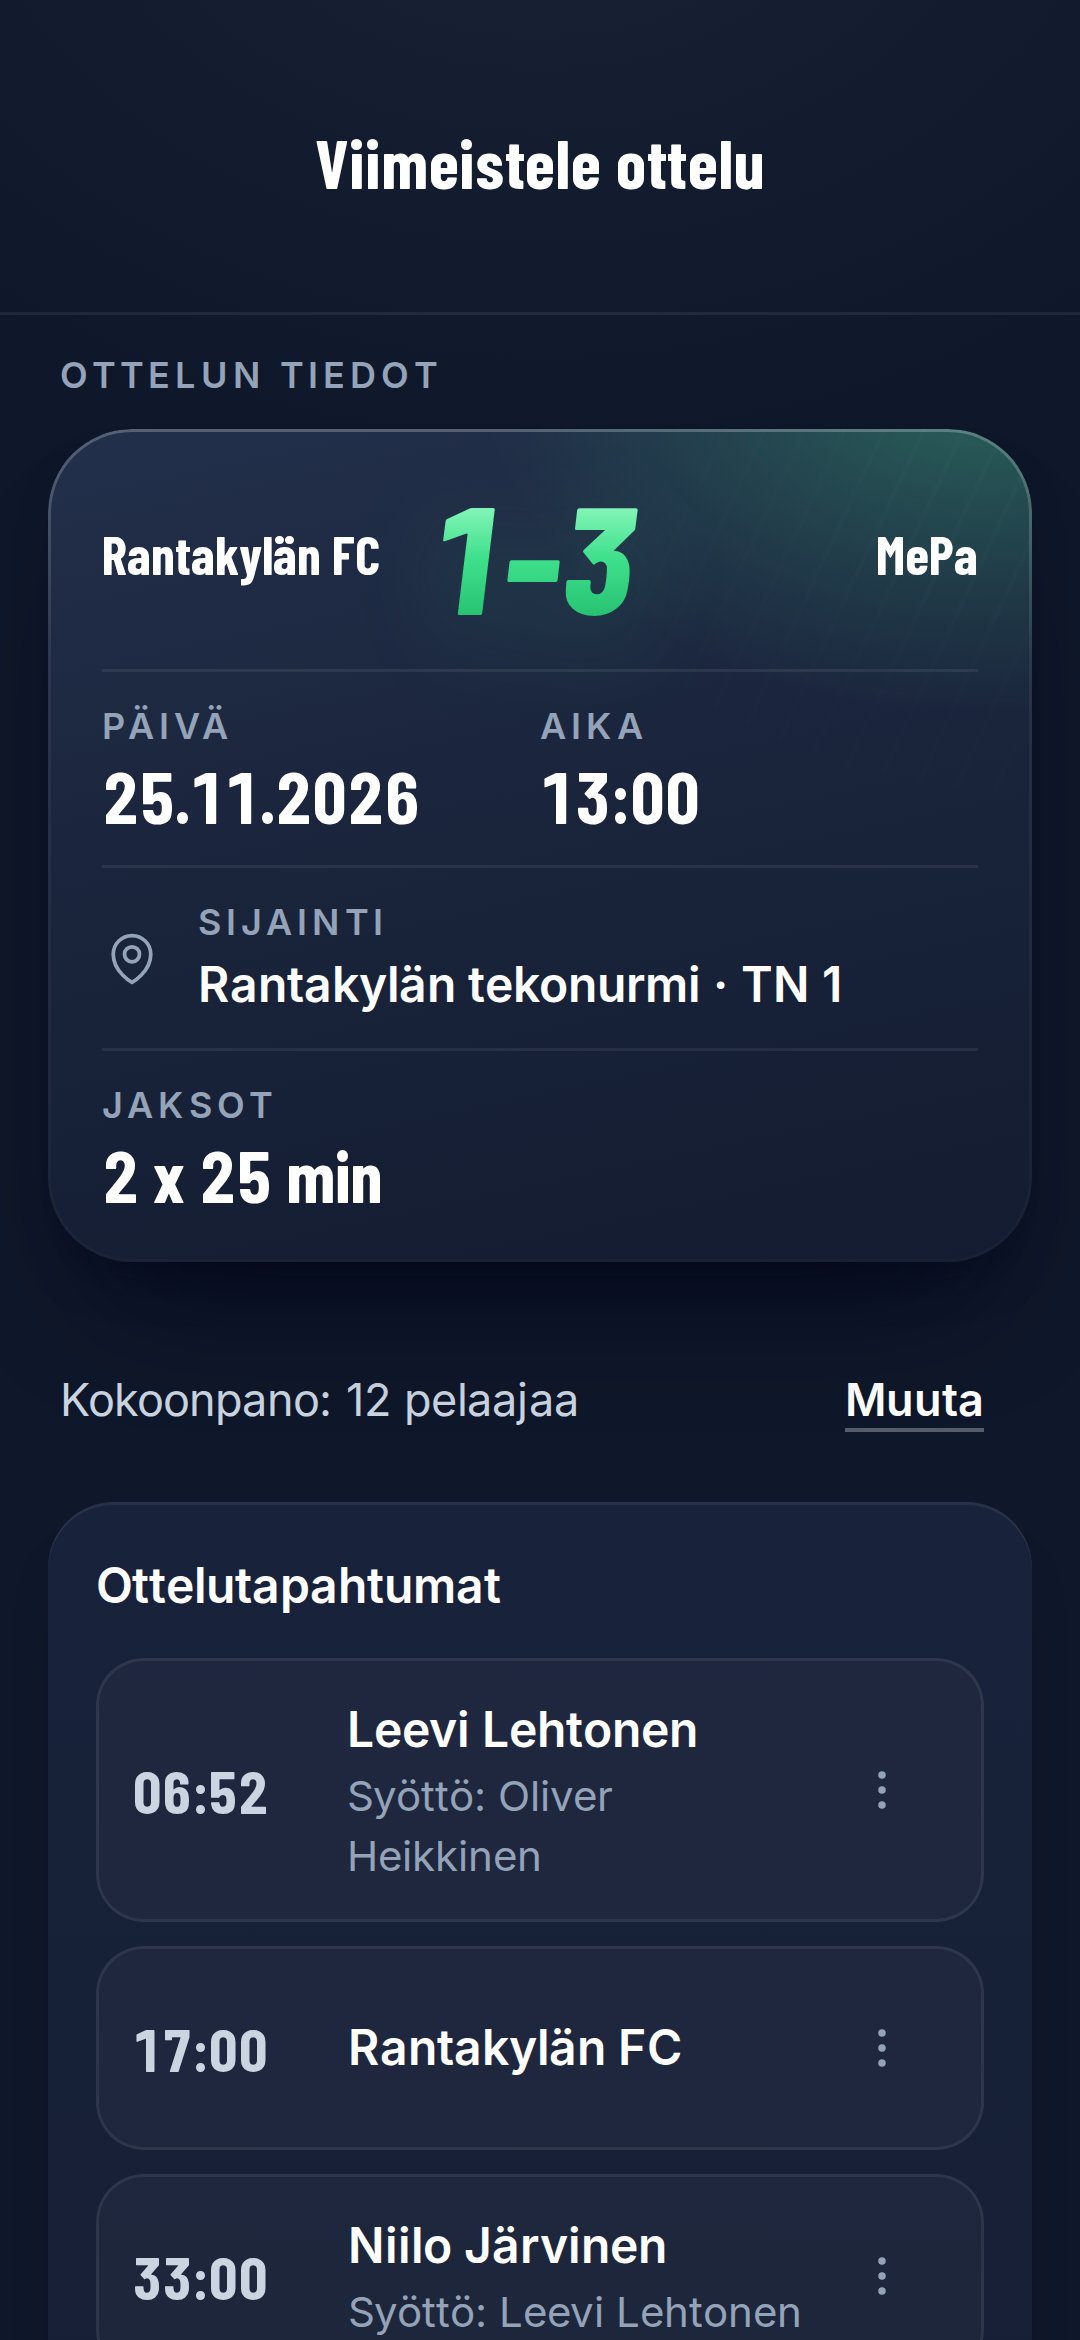 Viimeistele ottelu
OTTELUN TIEDOT
Rantakylän FC 1-3 MePa
PÄIVÄ AIKA
25.11.2026 13:00
SIJAINTI
Rantakylän tekonurmi · TN 1
JAKSOT
2 x 25 min
Kokoonpano: 12 pelaajaa Muuta
Ottelutapahtumat
Leevi Lehtonen
06:52
Syöttö: Oliver
Heikkinen
17:00 Rantakylän FC
Niilo Järvinen
33:00
Syöttö: Leevi Lehtonen